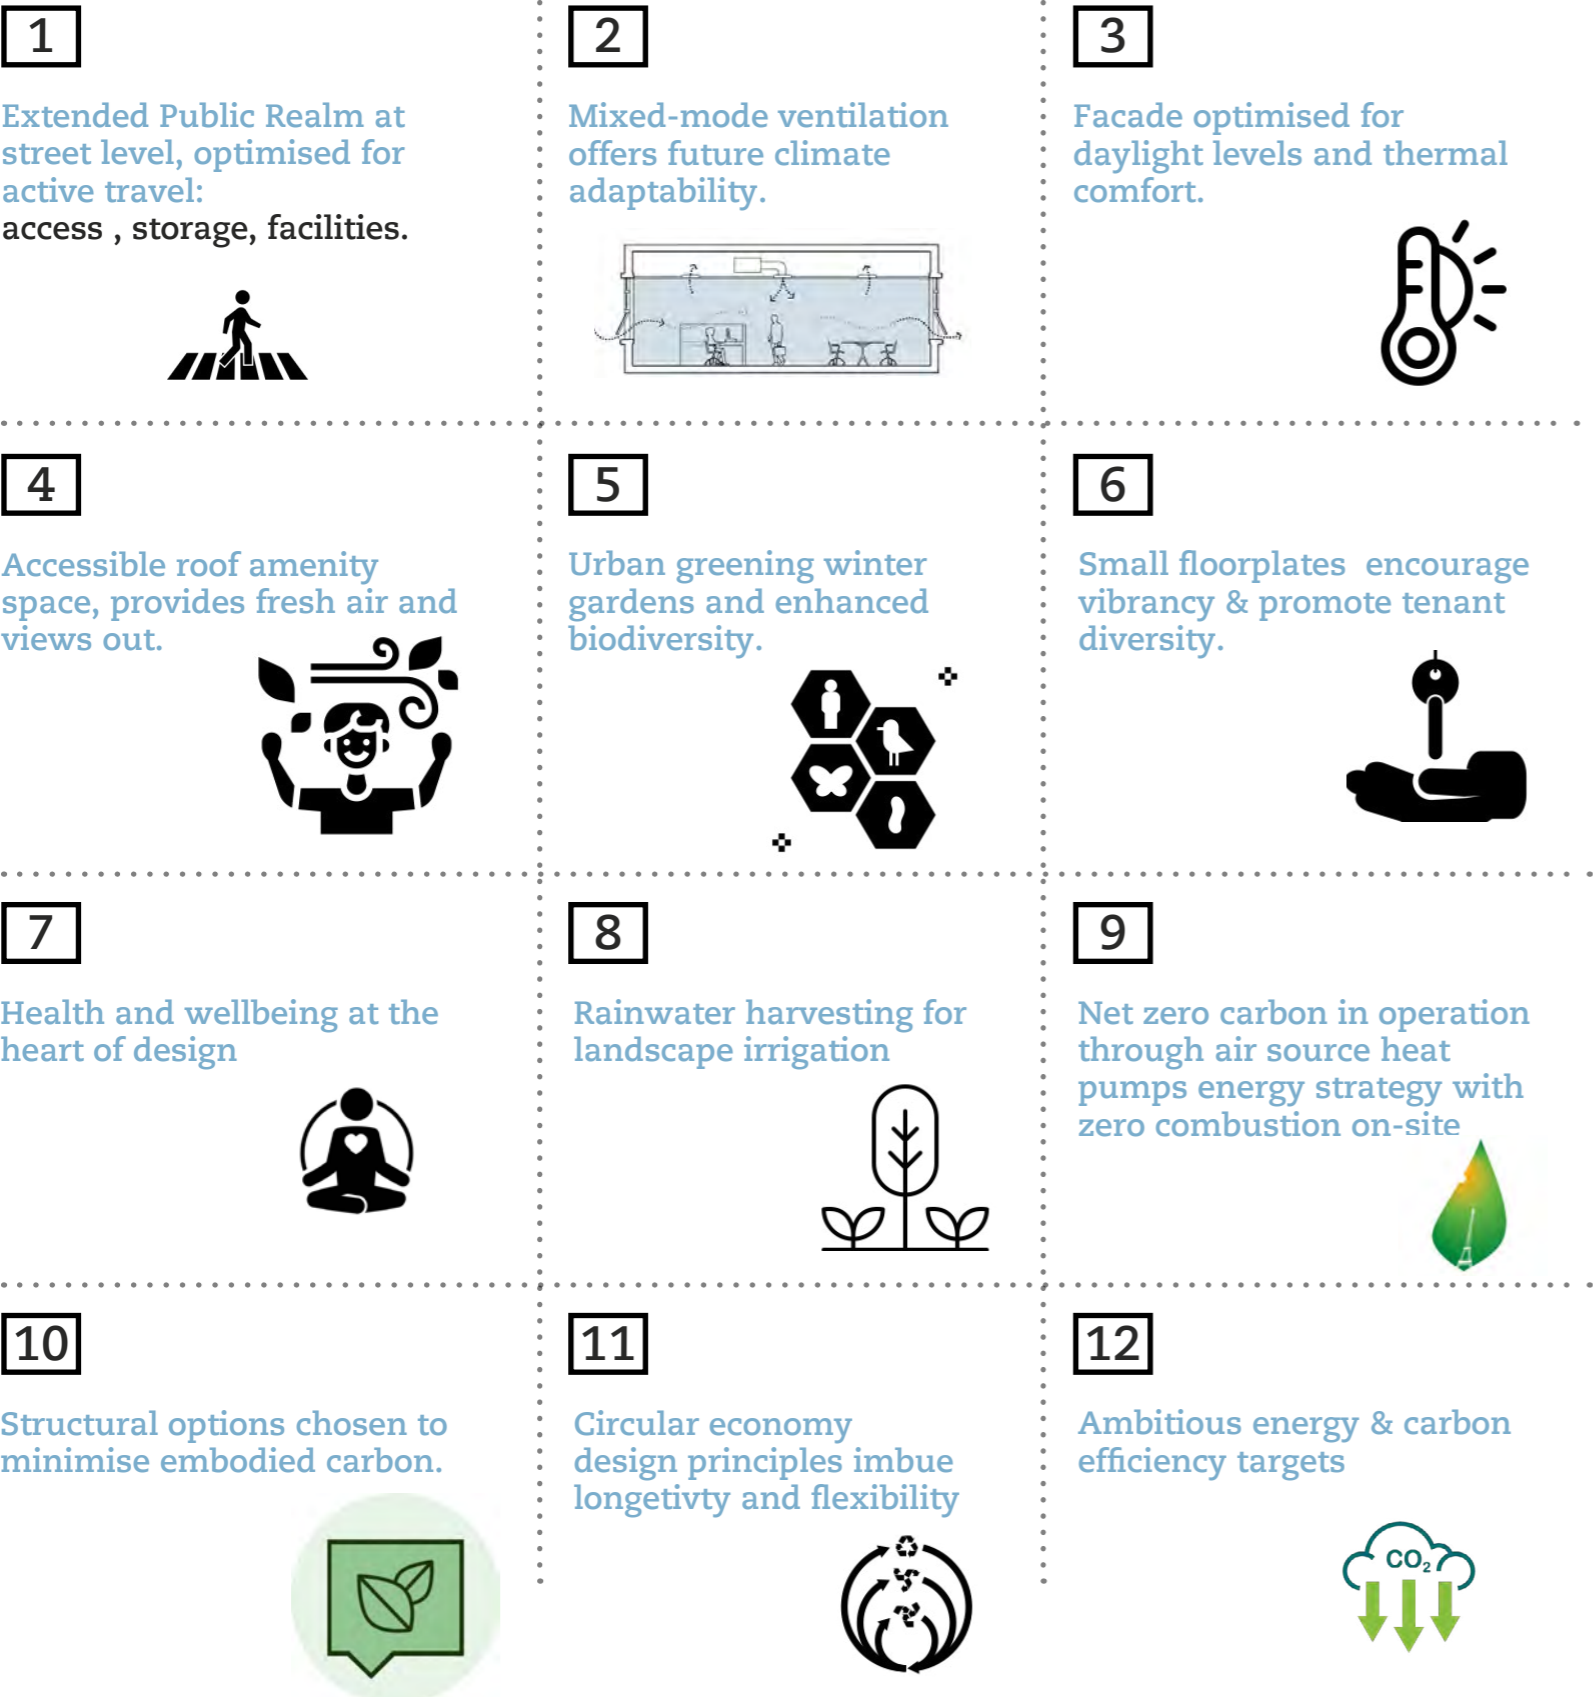 1
Extended Public Realm at
street level, optimised for
active travel:
access , storage, facilities.
2
Mixed-mode ventilation
offers future climate
adaptability.
3
Facade optimised for
daylight levels and thermal
comfort.
4
Accessible roof amenity
space, provides fresh air and
views out.
5
Urban greening winter
gardens and enhanced
biodiversity.
6
Small floorplates encourage
vibrancy & promote tenant
diversity.
7
Health and wellbeing at the
heart of design
8
Rainwater harvesting for
landscape irrigation
9
Net zero carbon in operation
through air source heat
pumps energy strategy with
zero combustion on-site
10
Structural options chosen to
minimise embodied carbon.
11
Circular economy
design principles imbue
longetivty and flexibility
12
Ambitious energy & carbon
efficiency targets
CO₂